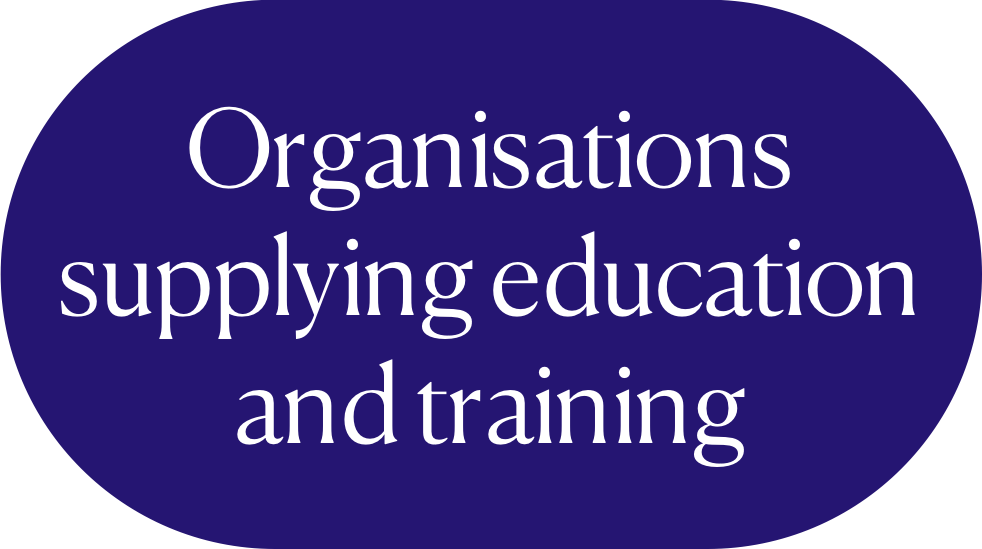 Organisations
supplying education
and training